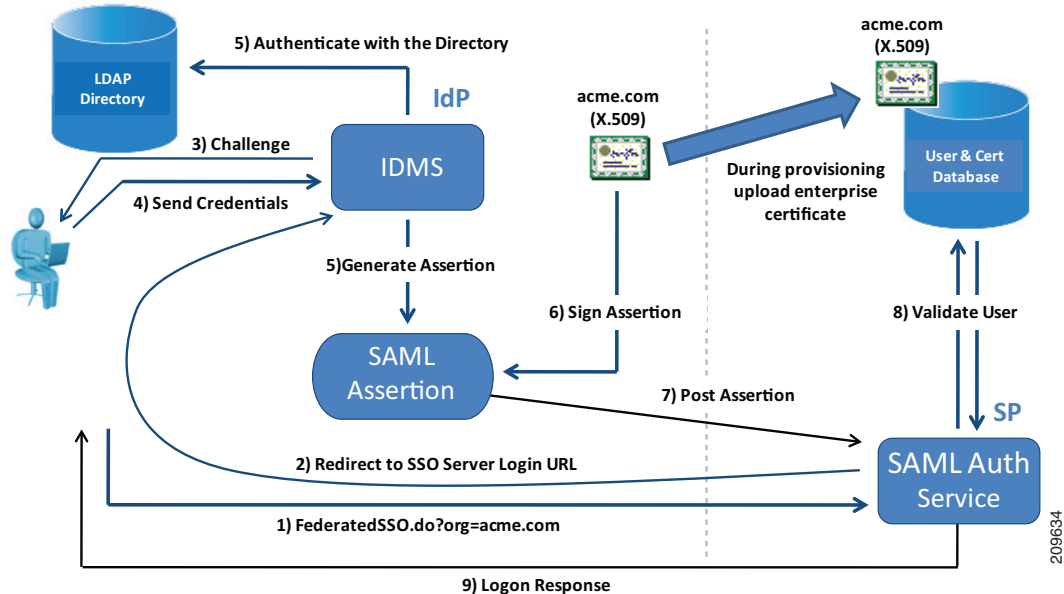 acme.com
(X.509)
5) Authenticate with the Directory
LDAP
Directory
IdP
acme.com
(X.509)
3) Challenge
IDMS
User & Cert
Database
During provisioning
upload enterprise
certificate
4) Send Credentials
5)Generate Assertion
6) Sign Assertion
8) Validate User
SAML
Assertion
7) Post Assertion
SP
2) Redirect to SSO Server Login URL
SAML Auth
Service
1) FederatedSSO.do?org=acme.com
9) Logon Response
209634